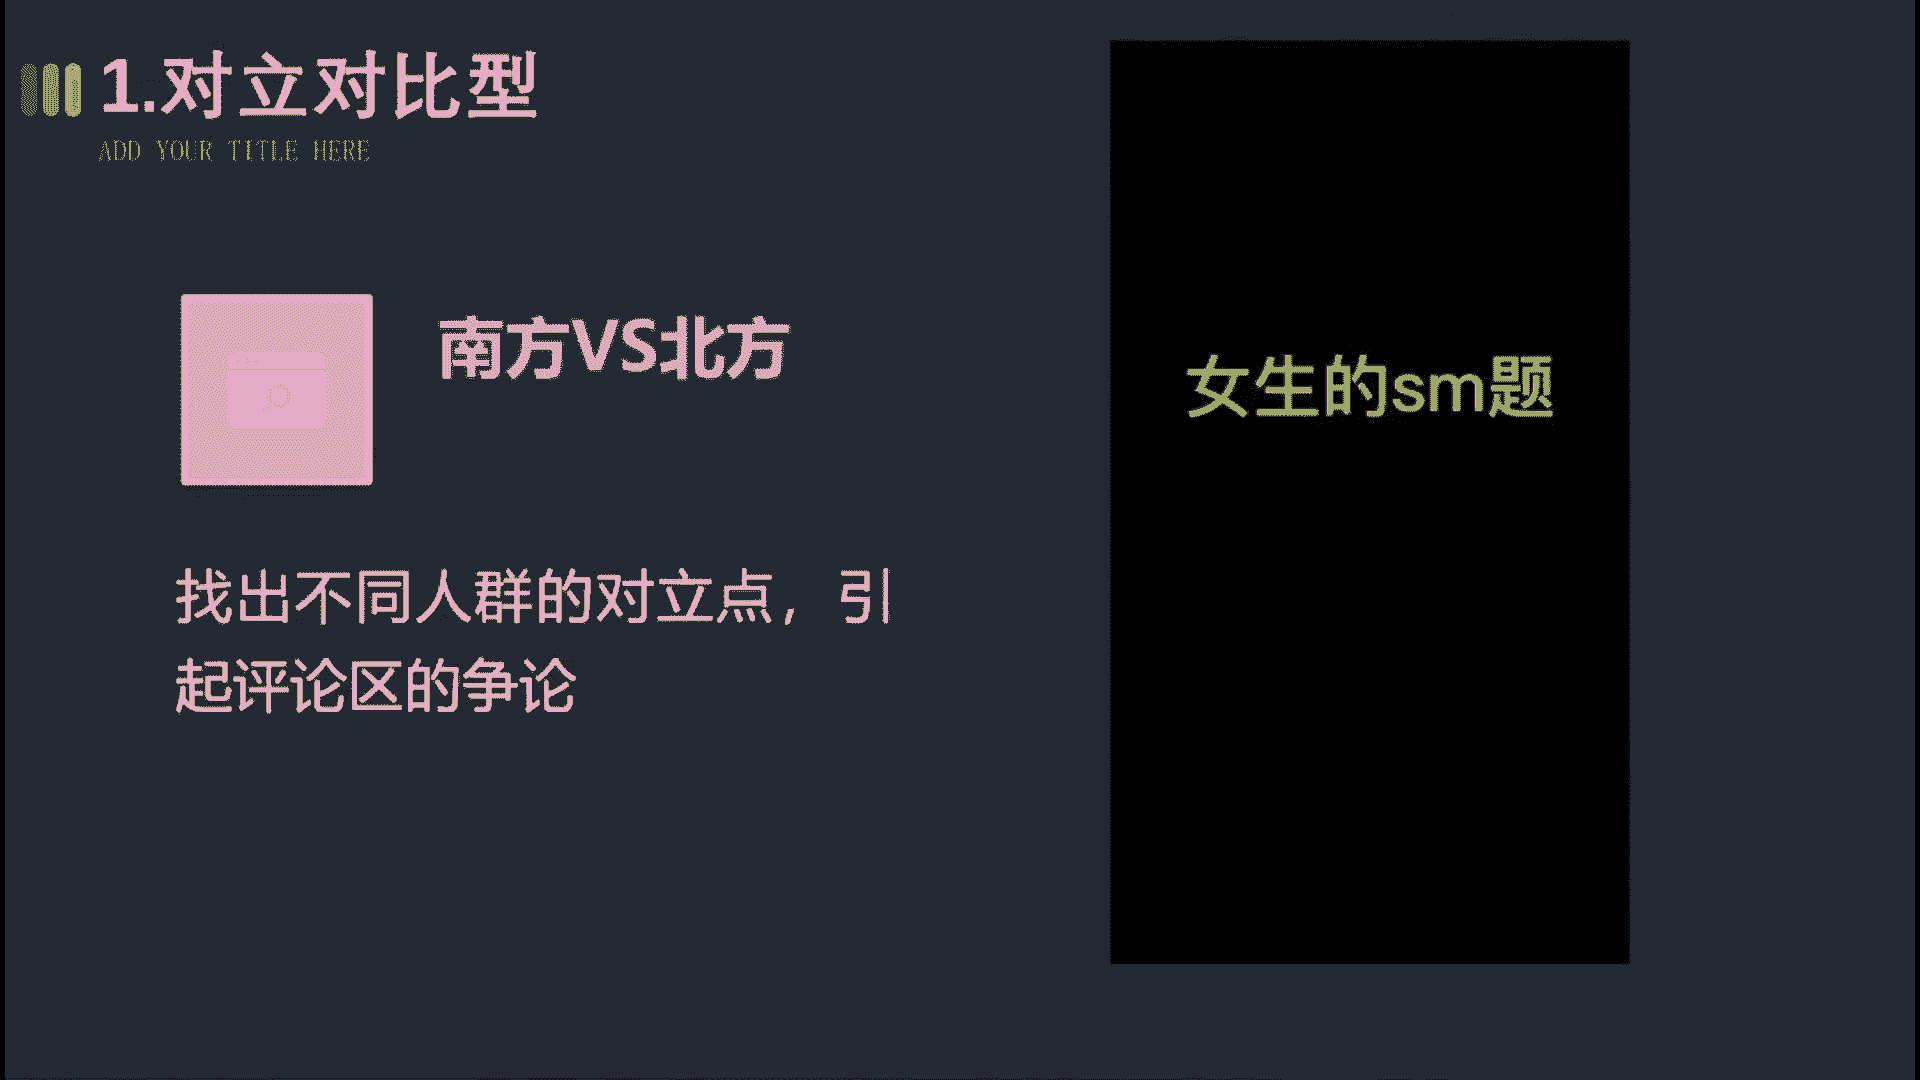 1.对立对比型
ADD YOUR TITLE HERE
南方VS北方
找出不同人群的对立点，引
起评论区的争论
女生的sm题